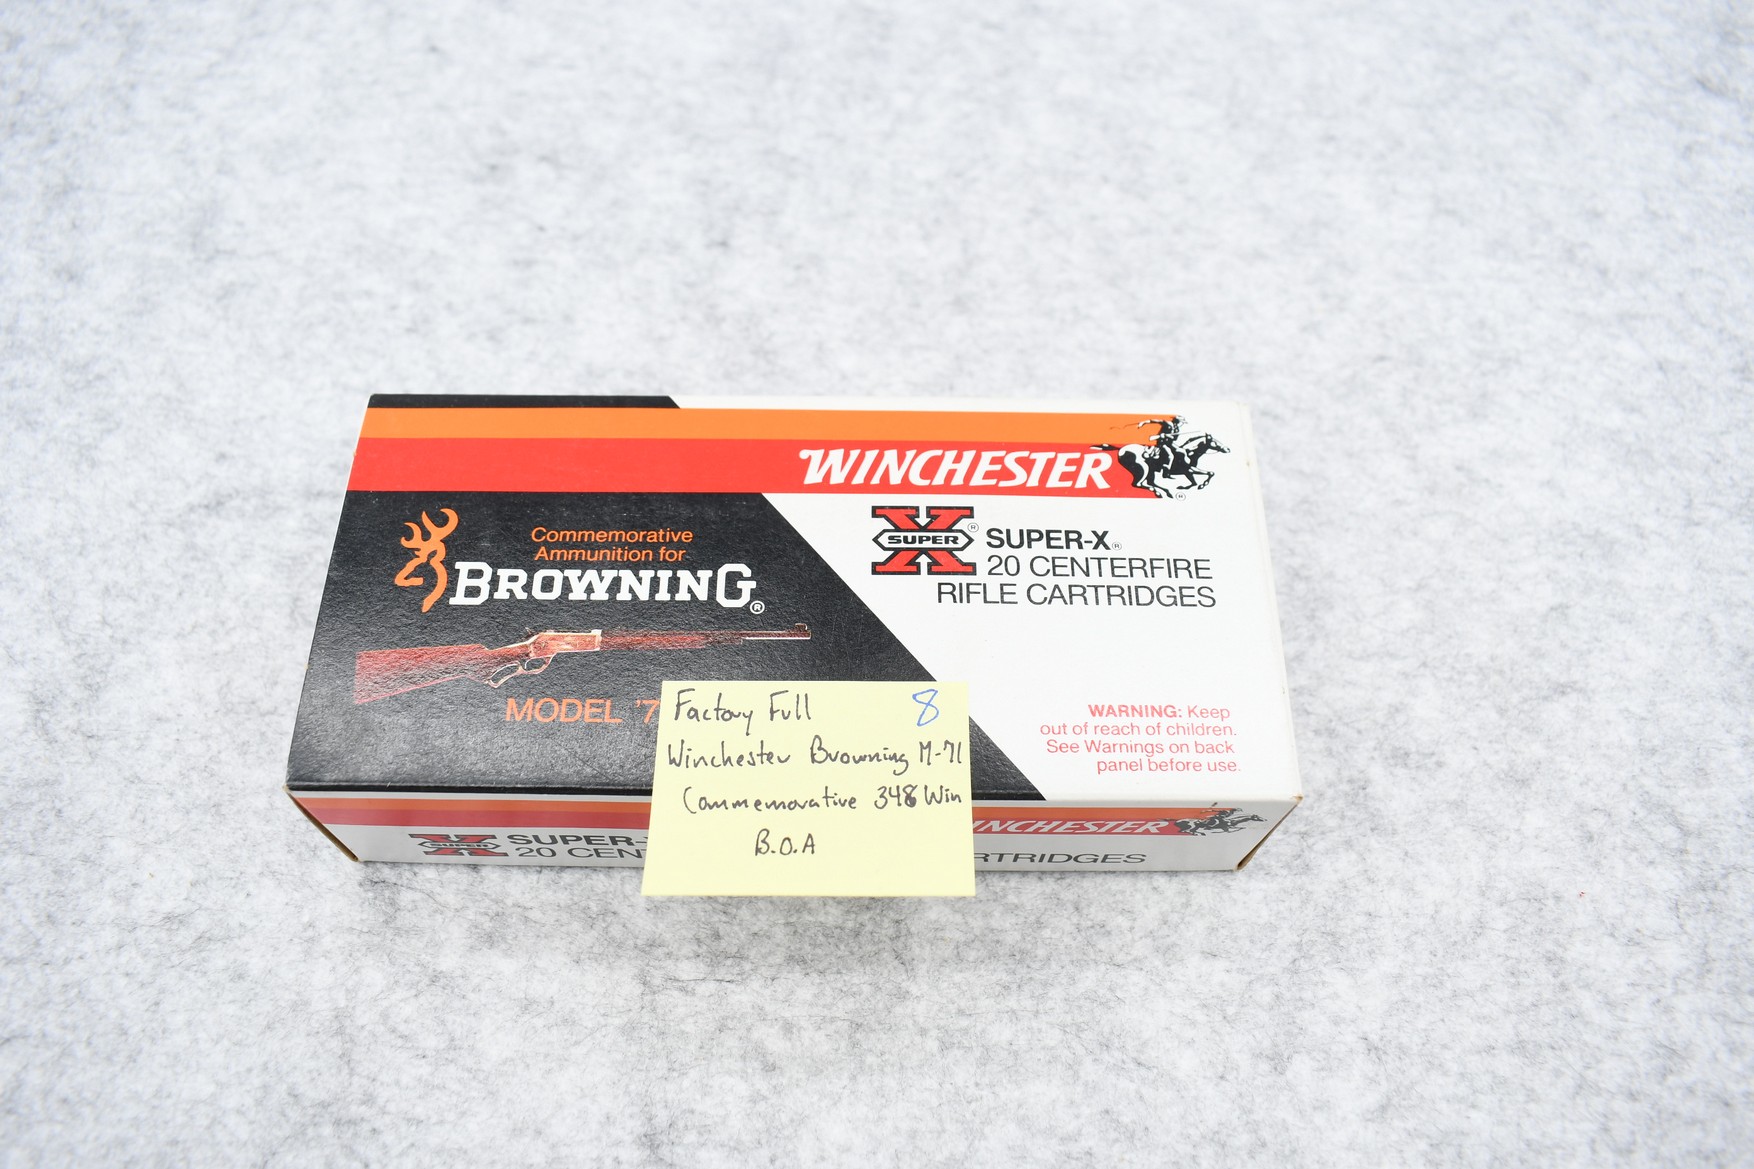 WINCHESTER
®
Commemorative
Ammunition for
BROWNING®
MODEL '7
SUPER ®
SUPER-X®
20 CENTERFIRE
RIFLE CARTRIDGES
WARNING: Keep
out of reach of children.
See Warnings on back
panel before use.
Factory Full 8
Winchester Browning M-71
Commemorative 348 Win
B.O.A
SUPER
SUPER-
20 CEN
INCHESTER
RTRIDGES